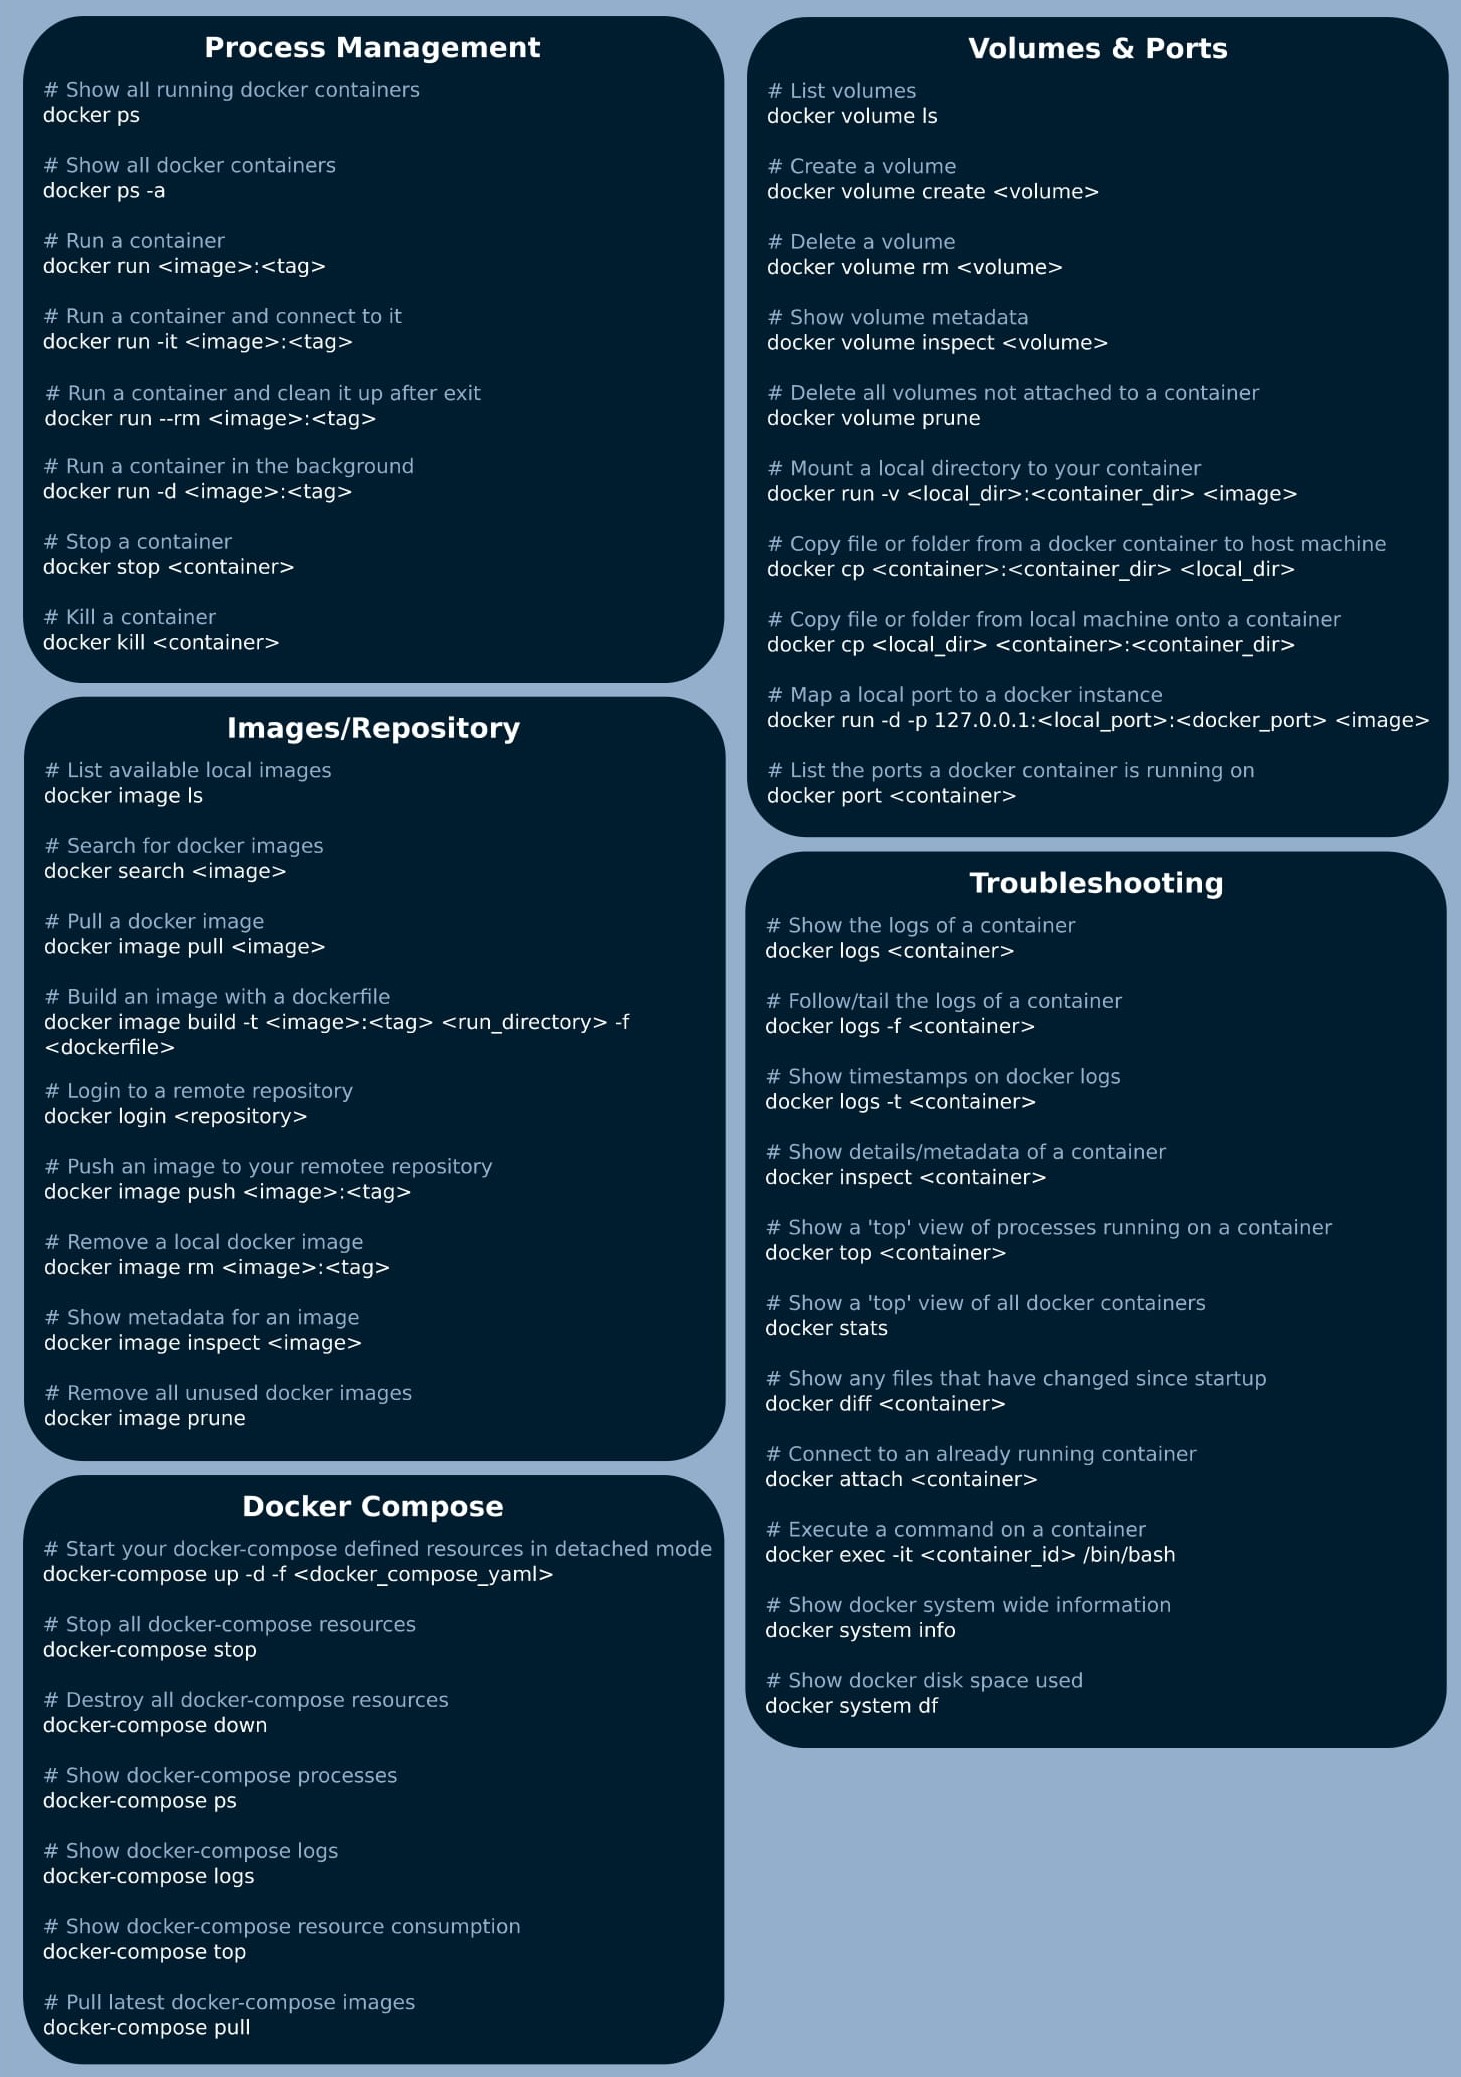 Process Management
# Show all running docker containers
docker ps
# Show all docker containers
docker ps -a
# Run a container
docker run <image>:<tag>
# Run a container and connect to it
docker run -it <image>:<tag>
# Run a container and clean it up after exit
docker run --rm <image>:<tag>
# Run a container in the background
docker run -d <image>:<tag>
# Stop a container
docker stop <container>
# Kill a container
docker kill <container>
Images/Repository
# List available local images
docker image ls
# Search for docker images
docker search <image>
# Pull a docker image
docker image pull <image>
# Build an image with a dockerfile
docker image build -t <image>:<tag> <run_directory> -f
<dockerfile>
# Login to a remote repository
docker login <repository>
# Push an image to your remotee repository
docker image push <image>:<tag>
# Remove a local docker image
docker image rm <image>:<tag>
# Show metadata for an image
docker image inspect <image>
# Remove all unused docker images
docker image prune
Docker Compose
# Start your docker-compose defined resources in detached mode
docker-compose up -d -f <docker_compose_yaml>
# Stop all docker-compose resources
docker-compose stop
# Destroy all docker-compose resources
docker-compose down
# Show docker-compose processes
docker-compose ps
# Show docker-compose logs
docker-compose logs
# Show docker-compose resource consumption
docker-compose top
# Pull latest docker-compose images
docker-compose pull
Volumes & Ports
# List volumes
docker volume ls
# Create a volume
docker volume create <volume>
# Delete a volume
docker volume rm <volume>
# Show volume metadata
docker volume inspect <volume>
# Delete all volumes not attached to a container
docker volume prune
# Mount a local directory to your container
docker run -v <local_dir>:<container_dir> <image>
# Copy file or folder from a docker container to host machine
docker cp <container>:<container_dir> <local_dir>
# Copy file or folder from local machine onto a container
docker cp <local_dir> <container>:<container_dir>
# Map a local port to a docker instance
docker run -d -p 127.0.0.1:<local_port>:<docker_port> <image>
# List the ports a docker container is running on
docker port <container>
Troubleshooting
# Show the logs of a container
docker logs <container>
# Follow/tail the logs of a container
docker logs -f <container>
# Show timestamps on docker logs
docker logs -t <container>
# Show details/metadata of a container
docker inspect <container>
# Show a 'top' view of processes running on a container
docker top <container>
# Show a 'top' view of all docker containers
docker stats
# Show any files that have changed since startup
docker diff <container>
# Connect to an already running container
docker attach <container>
# Execute a command on a container
docker exec -it <container_id> /bin/bash
# Show docker system wide information
docker system info
# Show docker disk space used
docker system df